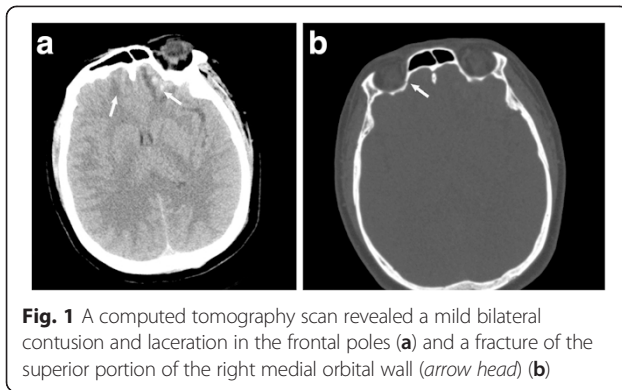 a
b
Fig. 1 A computed tomography scan revealed a mild bilateral
contusion and laceration in the frontal poles (a) and a fracture of the
superior portion of the right medial orbital wall (arrow head) (b)